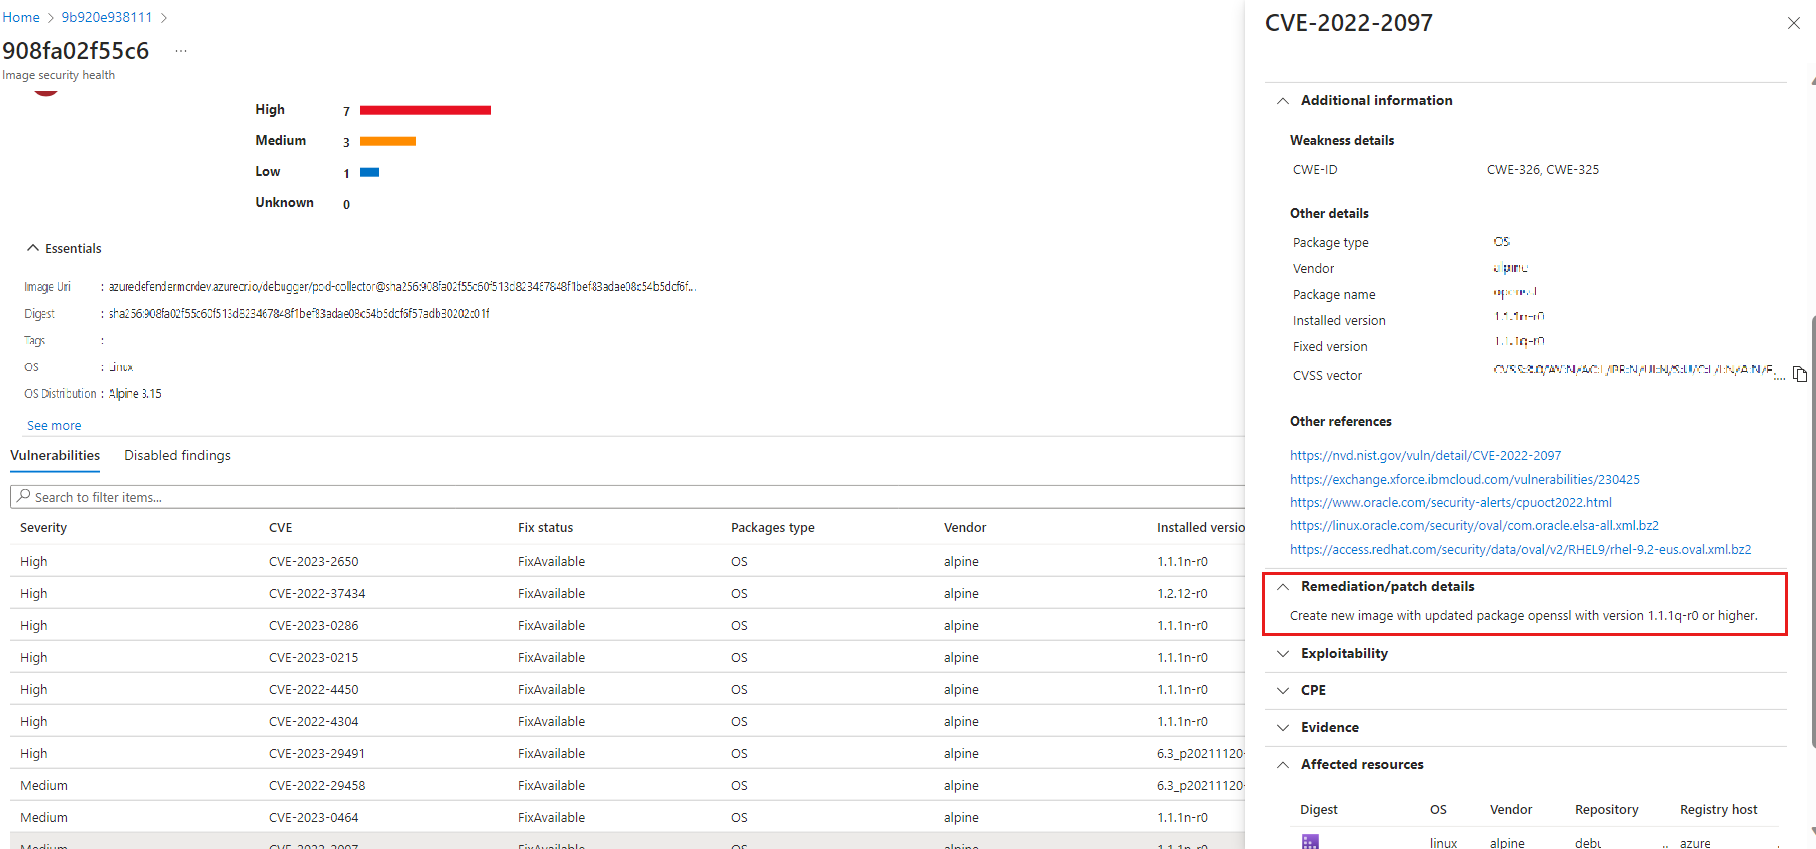 Home > 9b920e938111 >
908fa02f55c6 ...
Image security health
High 7
Medium 3
Low 1
Unknown 0
Essentials
Image Uri
Digest
Tags :
OS : Linux
OS Distribution : Alpine 3.15
See more
Vulnerabilities Disabled findings
Search to filter items...
Severity CVE Fix status Packages type Vendor Installed versio
High CVE-2023-2650 FixAvailable OS alpine 1.1.1n-r0
High CVE-2022-37434 FixAvailable OS alpine 1.2.12-r0
High CVE-2023-0286 FixAvailable OS alpine 1.1.1n-r0
High CVE-2023-0215 FixAvailable OS alpine 1.1.1n-r0
High CVE-2022-4450 FixAvailable OS alpine 1.1.1n-r0
High CVE-2022-4304 FixAvailable OS alpine 1.1.1n-r0
High CVE-2023-29491 FixAvailable OS alpine 6.3_p20211120-
Medium CVE-2022-29458 FixAvailable OS alpine 6.3_p20211120-
Medium CVE-2023-0464 FixAvailable OS alpine 1.1.1n-r0
CVE-2022-2097
Additional information
Weakness details
CWE-ID CWE-326, CWE-325
Other details
Package type OS
Vendor alpine
Package name openssl
Installed version 1.1.1n-r0
Fixed version 1.1.1q-r0
CVSS vector
Other references
https://nvd.nist.gov/vuln/detail/CVE-2022-2097
https://exchange.xforce.ibmcloud.com/vulnerabilities/230425
https://www.oracle.com/security-alerts/cpuoct2022.html
https://linux.oracle.com/security/oval/com.oracle.elsa-all.xml.bz2
https://access.redhat.com/security/data/oval/v2/RHEL9/rhel-9.2-eus.oval.xml.bz2
Remediation/patch details
Create new image with updated package openssl with version 1.1.1q-r0 or higher.
Exploitability
CPE
Evidence
Affected resources
Digest OS Vendor Repository Registry host
linux alpine debu .. azure